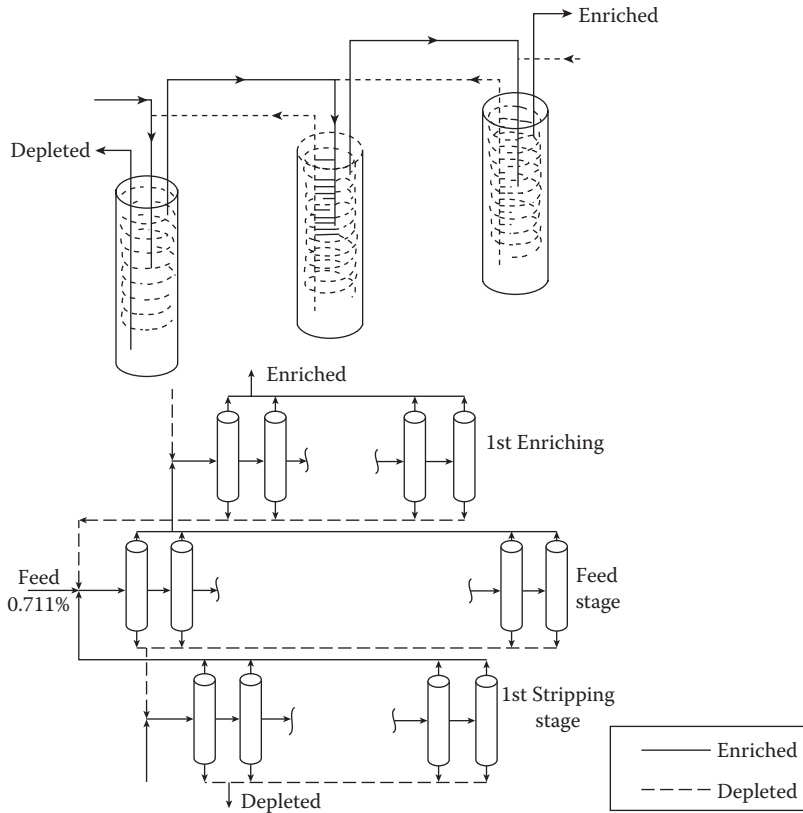 Enriched
Depleted
Enriched
1st Enriching
Feed
0.711%
Feed
stage
1st Stripping
stage
Depleted
Enriched
Depleted